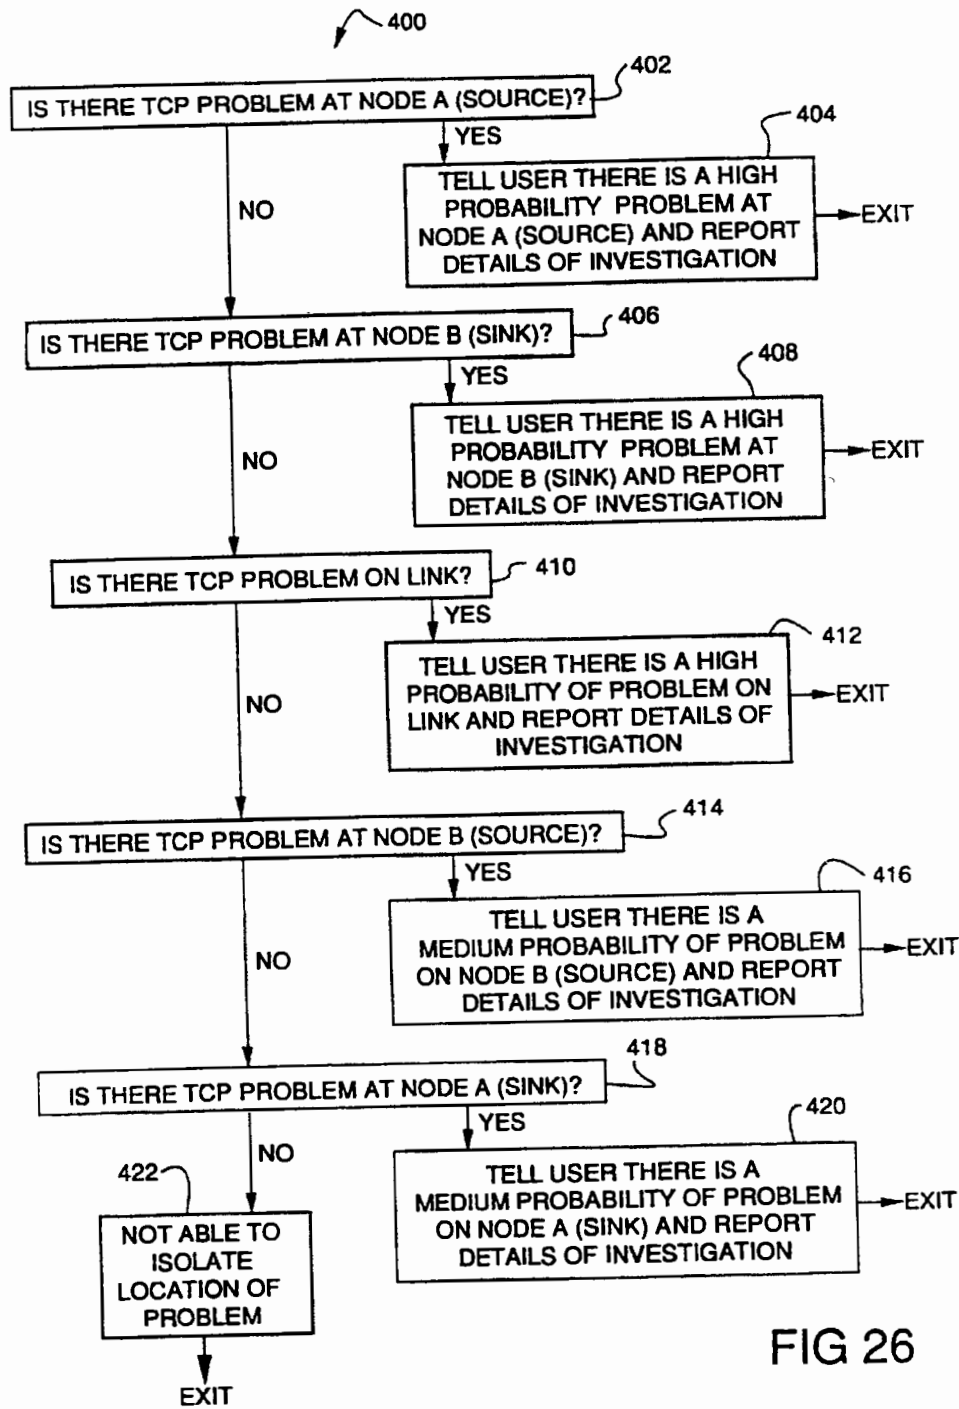 400
402
IS THERE TCP PROBLEM AT NODE A (SOURCE)?
YES
404
NO
TELL USER THERE IS A HIGH
PROBABILITY PROBLEM AT
NODE A (SOURCE) AND REPORT
DETAILS OF INVESTIGATION
EXIT
406
IS THERE TCP PROBLEM AT NODE B (SINK)?
YES
408
NO
TELL USER THERE IS A HIGH
PROBABILITY PROBLEM AT
NODE B (SINK) AND REPORT
DETAILS OF INVESTIGATION
EXIT
410
IS THERE TCP PROBLEM ON LINK?
YES
412
NO
TELL USER THERE IS A HIGH
PROBABILITY OF PROBLEM ON
LINK AND REPORT DETAILS OF
INVESTIGATION
EXIT
414
IS THERE TCP PROBLEM AT NODE B (SOURCE)?
YES
416
NO
TELL USER THERE IS A
MEDIUM PROBABILITY OF PROBLEM
ON NODE B (SOURCE) AND REPORT
DETAILS OF INVESTIGATION
EXIT
418
IS THERE TCP PROBLEM AT NODE A (SINK)?
YES
420
NO
TELL USER THERE IS A
MEDIUM PROBABILITY OF PROBLEM
ON NODE A (SINK) AND REPORT
DETAILS OF INVESTIGATION
EXIT
422
NOT ABLE TO
ISOLATE
LOCATION OF
PROBLEM
EXIT
FIG 26